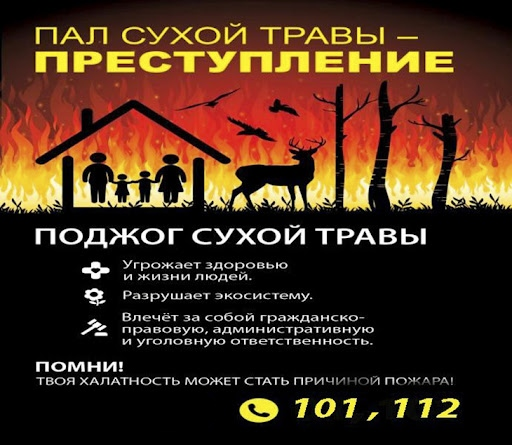 ПАЛ СУХОЙ ТРАВЫ –
ПРЕСТУПЛЕНИЕ
ПОДЖОГ СУХОЙ ТРАВЫ
Угрожает здоровью
и жизни людей.
Разрушает экосистему.
Влечёт за собой гражданско-
правовую, административную
и уголовную ответственность.
ПОМНИ!
ТВОЯ ХАЛАТНОСТЬ МОЖЕТ СТАТЬ ПРИЧИНОЙ ПОЖАРА!
101, 112